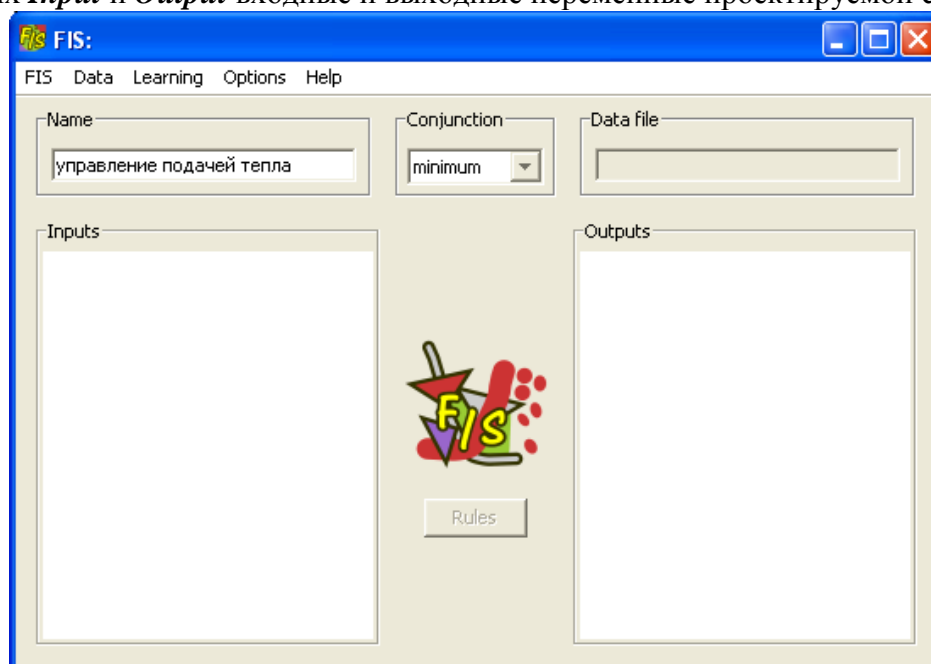 Input и Output входные и выходные переменные проектируемой
FIS:
FIS Data Learning Options Help
Name Conjunction Data file
управление подачей тепла minimum
Inputs Outputs
FIS
Rules